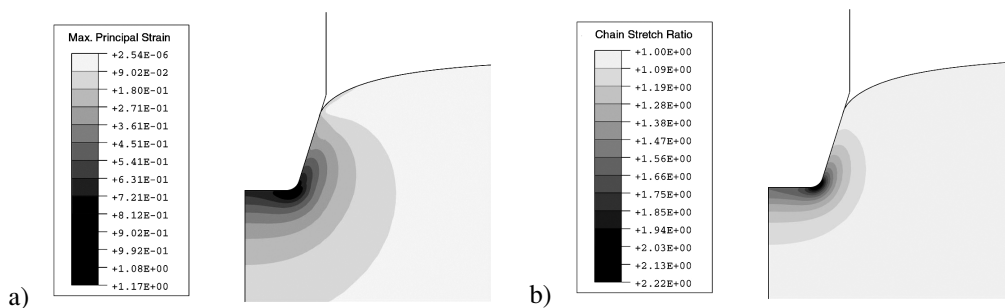 Max. Principal Strain
+2.54E-06
+9.02E-02
+1.80E-01
+2.71E-01
+3.61E-01
+4.51E-01
+5.41E-01
+6.31E-01
+7.21E-01
+8.12E-01
+9.02E-01
+9.92E-01
+1.08E+00
+1.17E+00
a)
Chain Stretch Ratio
+1.00E+00
+1.09E+00
+1.19E+00
+1.28E+00
+1.38E+00
+1.47E+00
+1.56E+00
+1.66E+00
+1.75E+00
+1.85E+00
+1.94E+00
+2.03E+00
+2.13E+00
+2.22E+00
b)